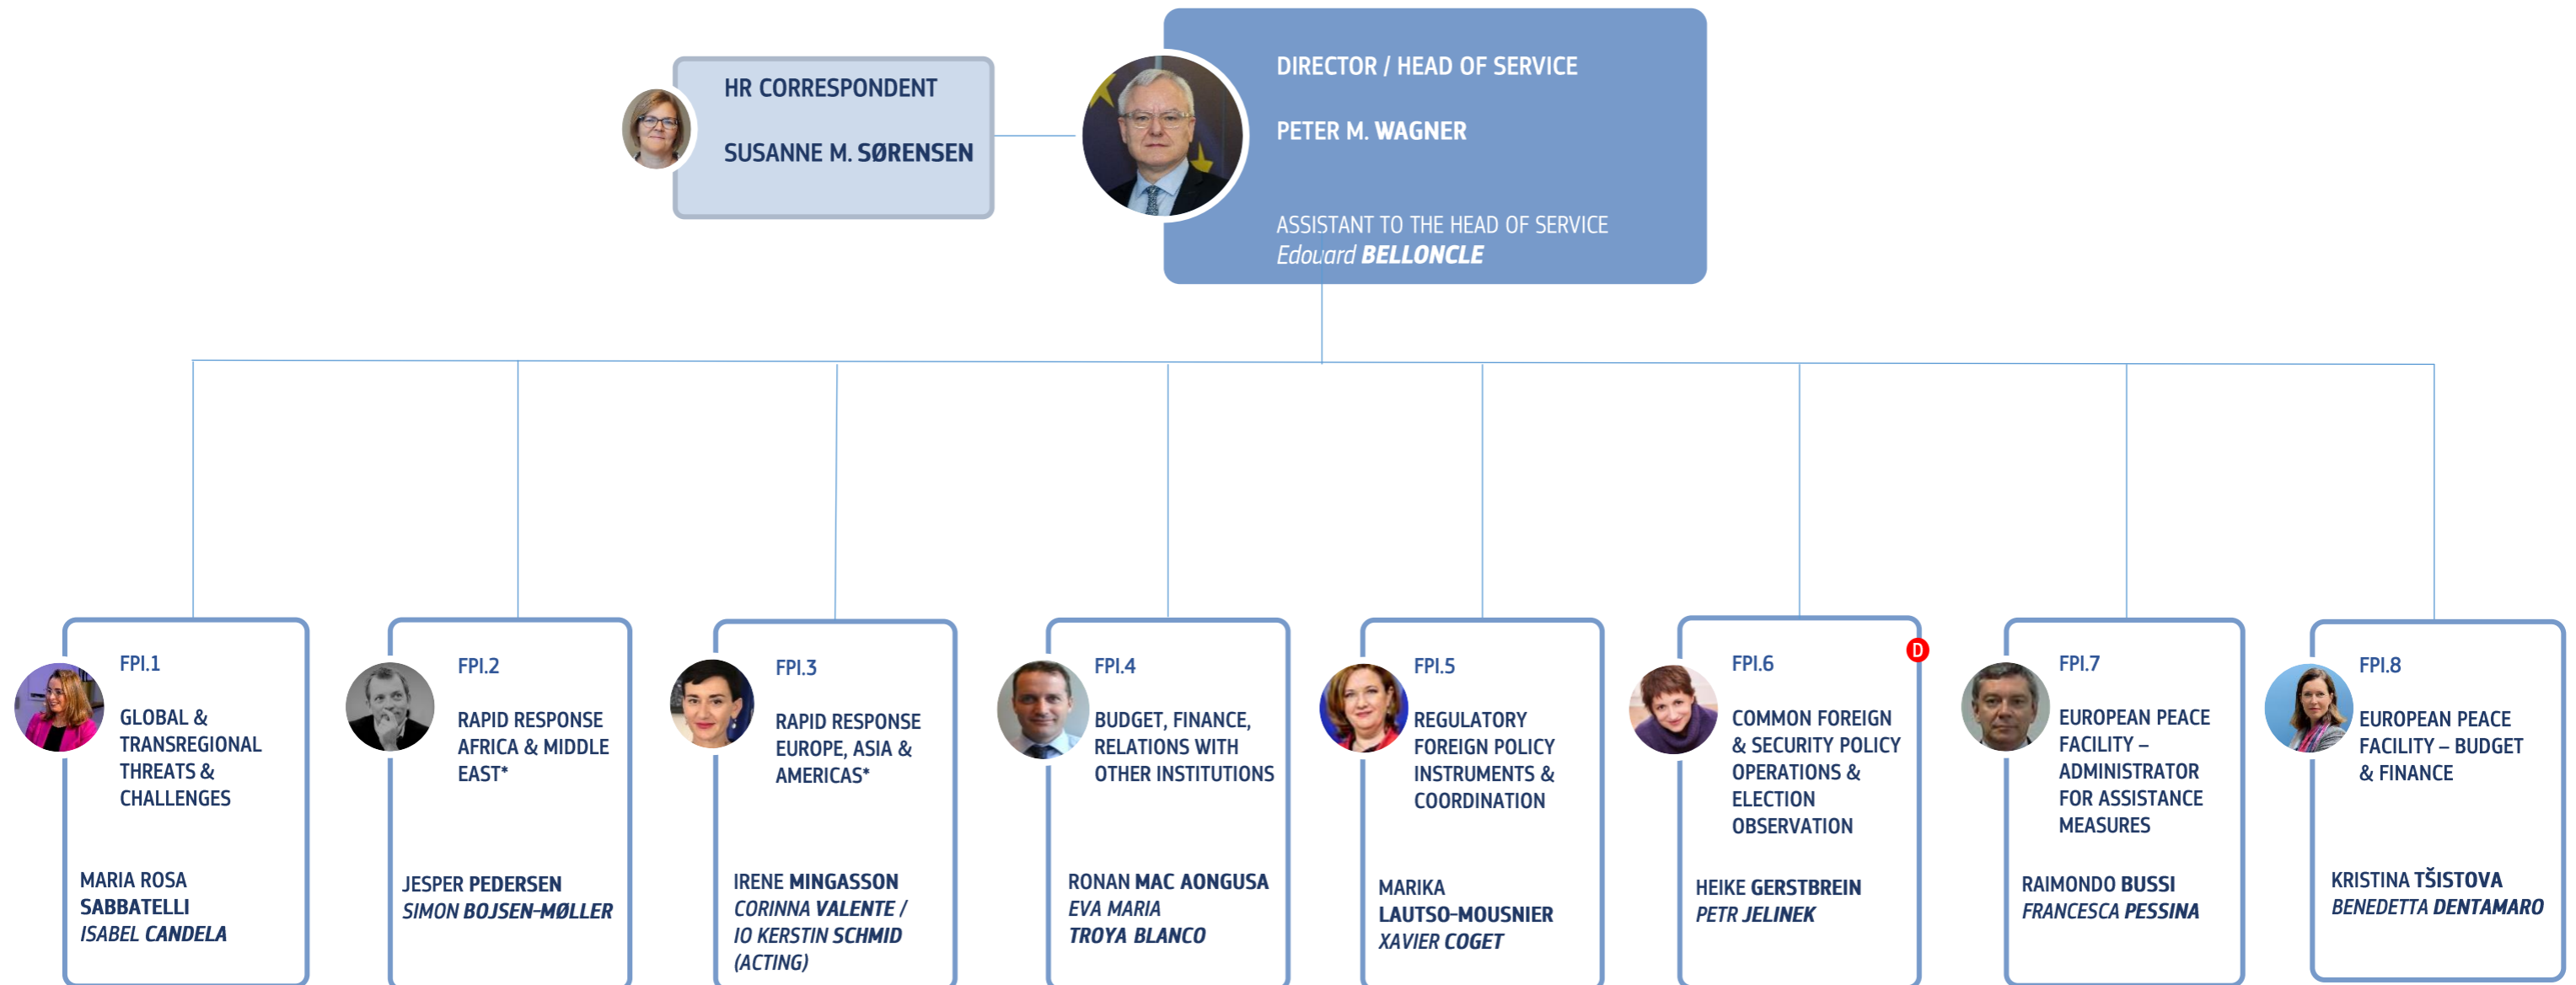 HR CORRESPONDENT
SUSANNE M. SØRENSEN
DIRECTOR / HEAD OF SERVICE
PETER M. WAGNER
ASSISTANT TO THE HEAD OF SERVICE
Edouard BELLONCLE
FPI.1
GLOBAL &
TRANSREGIONAL
THREATS &
CHALLENGES
MARIA ROSA
SABBATELLI
ISABEL CANDELA
FPI.2
RAPID RESPONSE
AFRICA & MIDDLE
EAST*
JESPER PEDERSEN
SIMON BOJSEN-MØLLER
FPI.3
RAPID RESPONSE
EUROPE, ASIA &
AMERICAS*
IRENE MINGASSON
CORINNA VALENTE /
IO KERSTIN SCHMID
(ACTING)
FPI.4
BUDGET, FINANCE,
RELATIONS WITH
OTHER INSTITUTIONS
RONAN MAC AONGUSA
EVA MARIA
TROYA BLANCO
FPI.5
REGULATORY
FOREIGN POLICY
INSTRUMENTS &
COORDINATION
MARIKA
LAUTSO-MOUSNIER
XAVIER COGET
D
FPI.6
COMMON FOREIGN
& SECURITY POLICY
OPERATIONS &
ELECTION
OBSERVATION
HEIKE GERSTBREIN
PETR JELINEK
FPI.7
EUROPEAN PEACE
FACILITY –
ADMINISTRATOR
FOR ASSISTANCE
MEASURES
RAIMONDO BUSSI
FRANCESCA PESSINA
FPI.8
EUROPEAN PEACE
FACILITY – BUDGET
& FINANCE
KRISTINA TŠISTOVA
BENEDETTA DENTAMARO